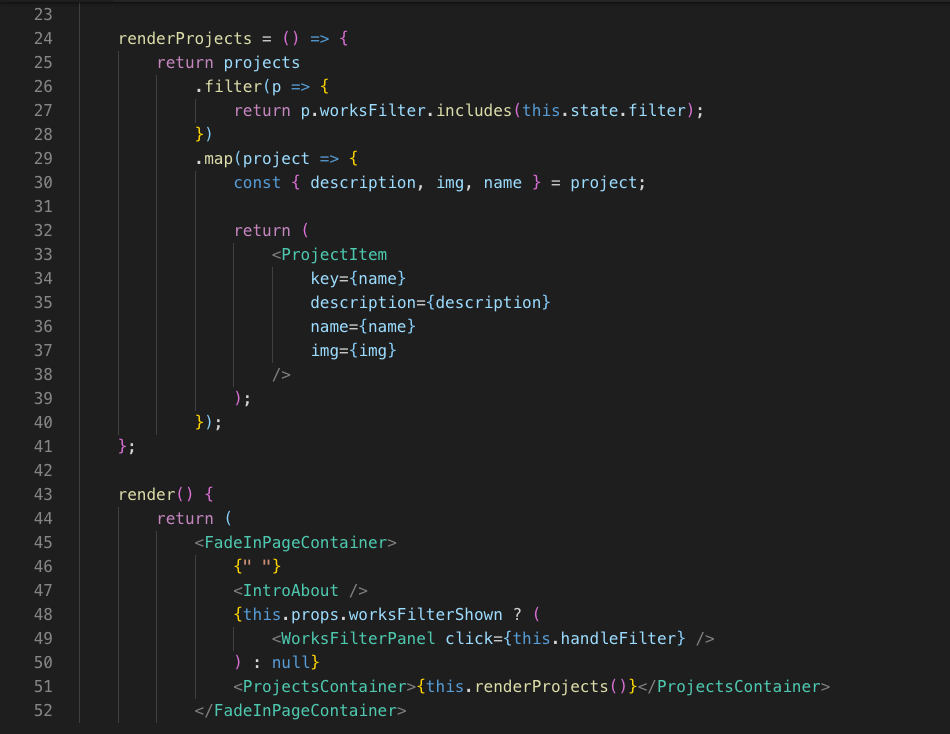 23
24 renderProjects = () => {
25 return projects
26 .filter(p => {
27 return p.worksFilter.includes(this.state.filter);
28 })
29 .map(project => {
30 const { description, img, name } = project;
31
32 return (
33 <ProjectItem
34 key={name}
35 description={description}
36 name={name}
37 img={img}
38 />
39 );
40 });
41 };
42
43 render() {
44 return (
45 <FadeInPageContainer>
46 {" "}
47 <IntroAbout />
48 {this.props.worksFilterShown ? (
49 <WorksFilterPanel click={this.handleFilter} />
50 ) : null}
51 <ProjectsContainer>{this.renderProjects()}</ProjectsContainer>
52 </FadeInPageContainer>